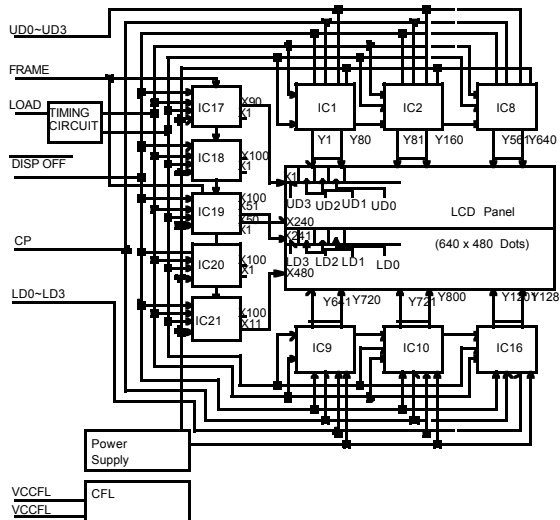 UD0~UD3
FRAME
LOAD
TIMING
CIRCUIT
DISP OFF
CP
LD0~LD3
Power
Supply
VCCFL
VCCFL
CFL
IC17
X90
X1
IC18
X100
X1
IC19
X100
X51
X50
X1
IC20
X100
X1
IC21
X100
X11
IC1
IC2
IC8
Y1
Y80
Y81
Y160
Y561
Y640
X1
UD3
UD2
UD1
UD0
X240
LCD Panel
X241
(640 x 480 Dots)
LD3
LD2
LD1
LD0
X480
Y641
Y720
Y721
Y800
Y1201
Y128
IC9
IC10
IC16